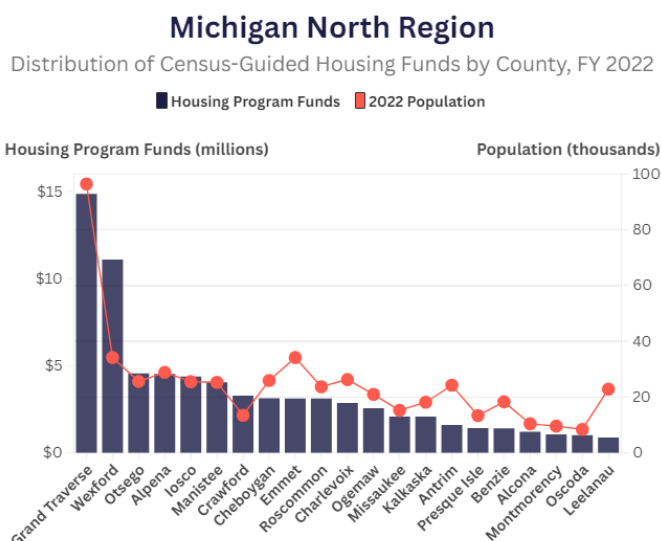 Michigan North Region
Distribution of Census-Guided Housing Funds by County, FY 2022
Housing Program Funds 2022 Population
Housing Program Funds (millions) Population (thousands)
$15
$10
$5
$0
100
80
60
40
20
0
Grand Traverse
Wexford
Otsego
Alpena
Iosco
Manistee
Crawford
Cheboygan
Emmet
Roscommon
Charlevoix
Ogemaw
Missaukee
Kalkaska
Antrim
Presque Isle
Benzie
Alcona
Montmorency
Oscoda
Leelanau